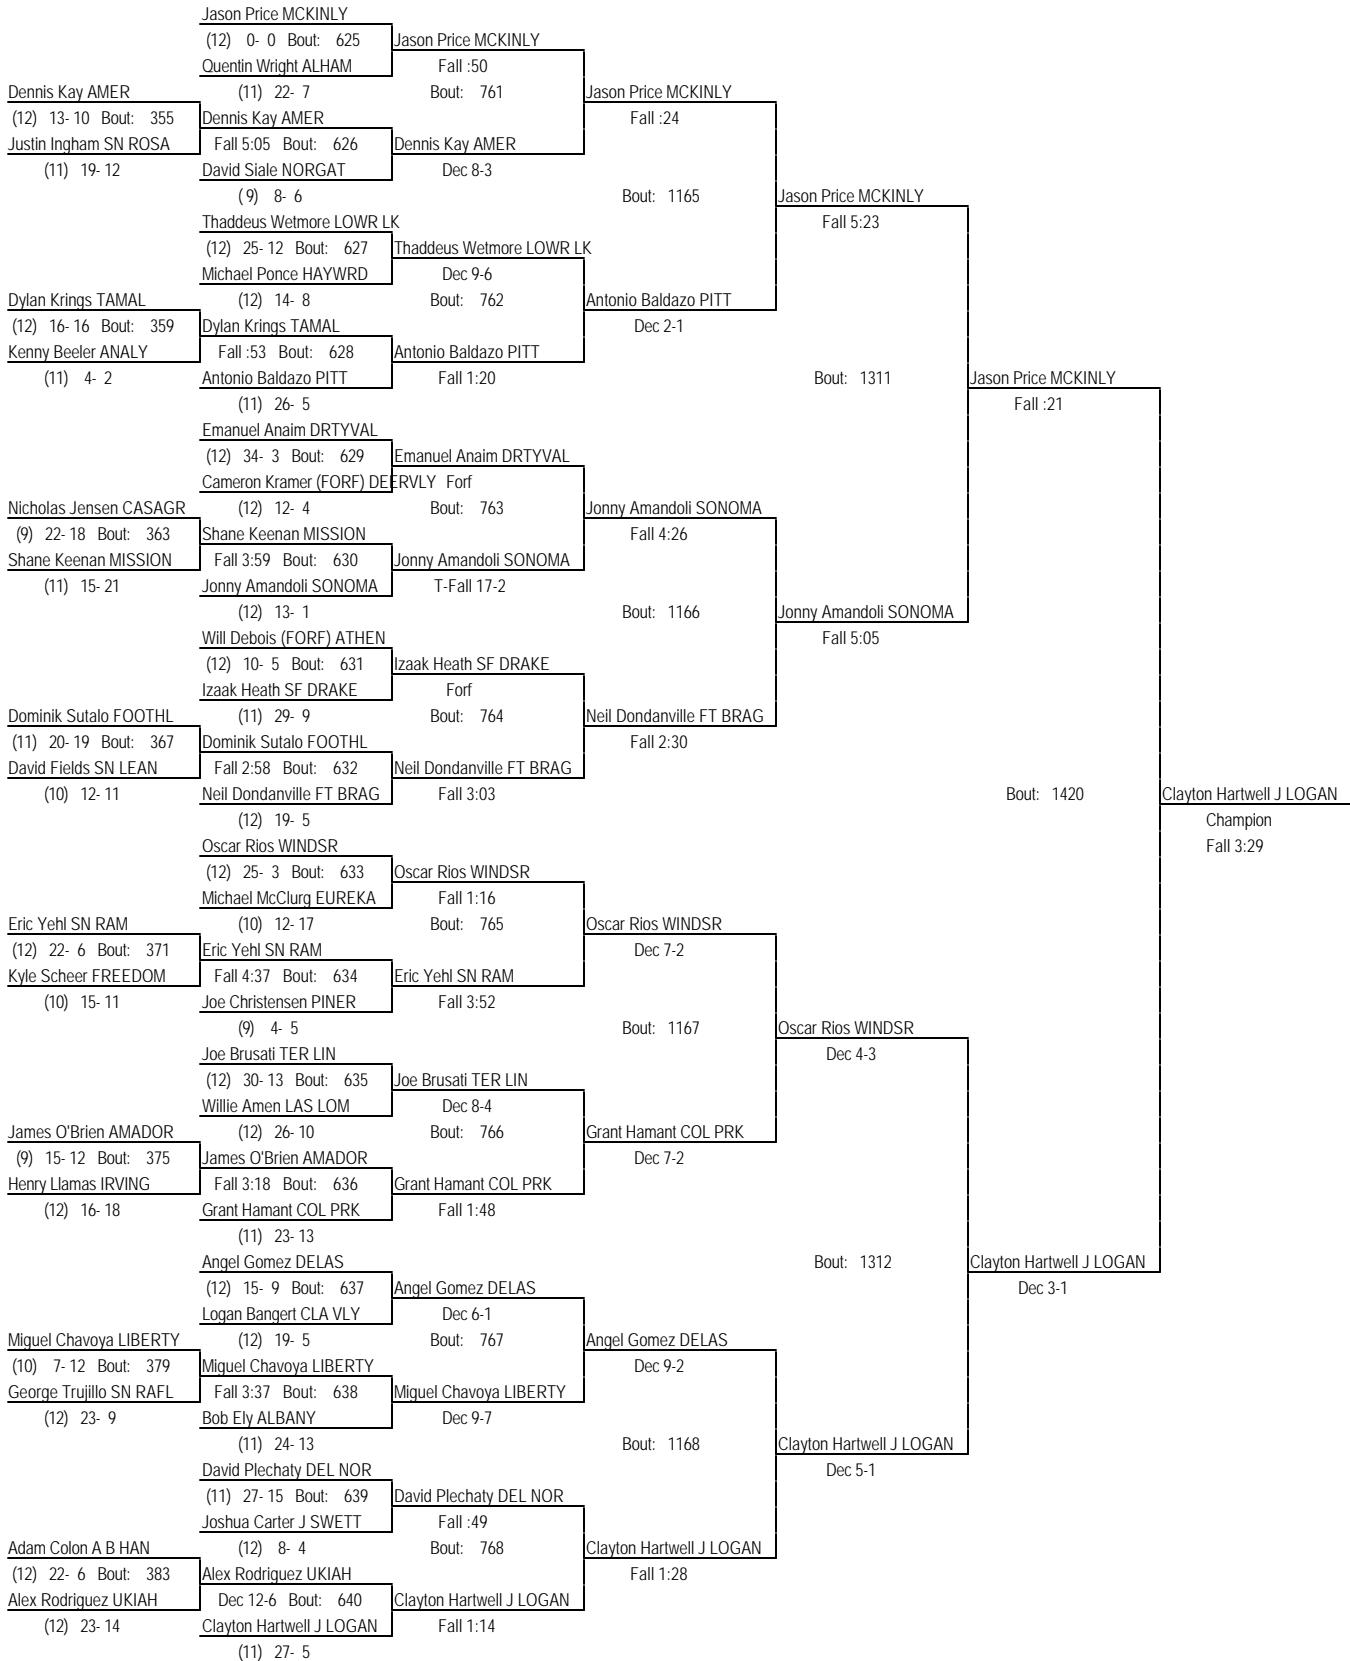 Jason Price MCKINLY
(12) 0- 0 Bout: 625 Jason Price MCKINLY
Quentin Wright ALHAM Fall :50
Dennis Kay AMER (11) 22- 7 Bout: 761 Jason Price MCKINLY
(12) 13- 10 Bout: 355 Dennis Kay AMER Fall :24
Justin Ingham SN ROSA Fall 5:05 Bout: 626 Dennis Kay AMER
(11) 19- 12 David Siale NORGAT Dec 8-3
(9) 8- 6 Bout: 1165 Jason Price MCKINLY
Thaddeus Wetmore LOWR LK Fall 5:23
(12) 25- 12 Bout: 627 Thaddeus Wetmore LOWR LK
Michael Ponce HAYWRD Dec 9-6
Dylan Krings TAMAL (12) 14- 8 Bout: 762 Antonio Baldazo PITT
(12) 16- 16 Bout: 359 Dylan Krings TAMAL Dec 2-1
Kenny Beeler ANALY Fall :53 Bout: 628 Antonio Baldazo PITT
(11) 4- 2 Antonio Baldazo PITT Fall 1:20 Bout: 1311 Jason Price MCKINLY
(11) 26- 5 Fall :21
Emanuel Anaim DRTYVAL
(12) 34- 3 Bout: 629 Emanuel Anaim DRTYVAL
Cameron Kramer (FORF) DEERVLY Forf
Nicholas Jensen CASAGR (12) 12- 4 Bout: 763 Jonny Amandoli SONOMA
(9) 22- 18 Bout: 363 Shane Keenan MISSION Fall 4:26
Shane Keenan MISSION Fall 3:59 Bout: 630 Jonny Amandoli SONOMA
(11) 15- 21 Jonny Amandoli SONOMA T-Fall 17-2
(12) 13- 1 Bout: 1166 Jonny Amandoli SONOMA
Will Debois (FORF) ATHEN Fall 5:05
(12) 10- 5 Bout: 631 Izaak Heath SF DRAKE
Izaak Heath SF DRAKE Forf
Dominik Sutalo FOOTHL (11) 29- 9 Bout: 764 Neil Dondanville FT BRAG
(11) 20- 19 Bout: 367 Dominik Sutalo FOOTHL Fall 2:30
David Fields SN LEAN Fall 2:58 Bout: 632 Neil Dondanville FT BRAG
(10) 12- 11 Neil Dondanville FT BRAG Fall 3:03 Bout: 1420 Clayton Hartwell J LOGAN
(12) 19- 5 Champion
Oscar Rios WINDSR Fall 3:29
(12) 25- 3 Bout: 633 Oscar Rios WINDSR
Michael McClurg EUREKA Fall 1:16
Eric Yehl SN RAM (10) 12- 17 Bout: 765 Oscar Rios WINDSR
(12) 22- 6 Bout: 371 Eric Yehl SN RAM Dec 7-2
Kyle Scheer FREEDOM Fall 4:37 Bout: 634 Eric Yehl SN RAM
(10) 15- 11 Joe Christensen PINER Fall 3:52
(9) 4- 5 Bout: 1167 Oscar Rios WINDSR
Joe Brusati TER LIN Dec 4-3
(12) 30- 13 Bout: 635 Joe Brusati TER LIN
Willie Amen LAS LOM Dec 8-4
James O'Brien AMADOR (12) 26- 10 Bout: 766 Grant Hamant COL PRK
(9) 15- 12 Bout: 375 James O'Brien AMADOR Dec 7-2
Henry Llamas IRVING Fall 3:18 Bout: 636 Grant Hamant COL PRK
(12) 16- 18 Grant Hamant COL PRK Fall 1:48
(11) 23- 13
Angel Gomez DELAS Bout: 1312 Clayton Hartwell J LOGAN
(12) 15- 9 Bout: 637 Angel Gomez DELAS Dec 3-1
Logan Bangert CLA VLY Dec 6-1
Miguel Chavoya LIBERTY (12) 19- 5 Bout: 767 Angel Gomez DELAS
(10) 7- 12 Bout: 379 Miguel Chavoya LIBERTY Dec 9-2
George Trujillo SN RAFL Fall 3:37 Bout: 638 Miguel Chavoya LIBERTY
(12) 23- 9 Bob Ely ALBANY Dec 9-7
(11) 24- 13 Bout: 1168 Clayton Hartwell J LOGAN
David Plechaty DEL NOR Dec 5-1
(11) 27- 15 Bout: 639 David Plechaty DEL NOR
Joshua Carter J SWETT Fall :49
Adam Colon A B HAN (12) 8- 4 Bout: 768 Clayton Hartwell J LOGAN
(12) 22- 6 Bout: 383 Alex Rodriguez UKIAH Fall 1:28
Alex Rodriguez UKIAH Dec 12-6 Bout: 640 Clayton Hartwell J LOGAN
(12) 23- 14 Clayton Hartwell J LOGAN Fall 1:14
(11) 27- 5